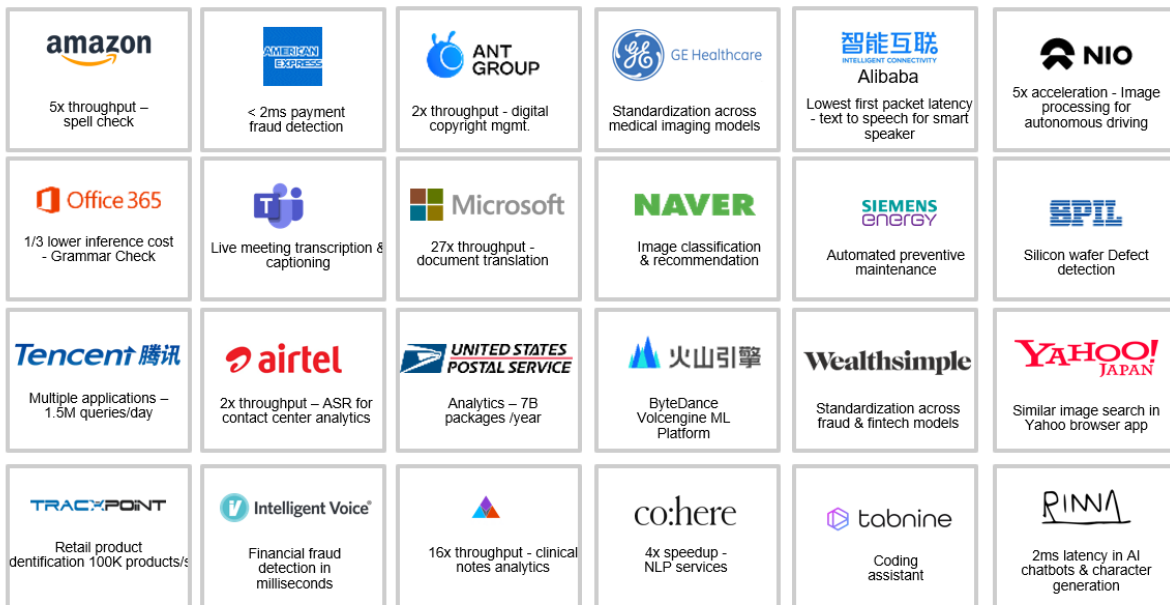 amazon
5x throughput –
spell check
AMERICAN
EXPRESS
< 2ms payment
fraud detection
ANT
GROUP
2x throughput - digital
copyright mgmt.
GE
GE Healthcare
Standardization across
medical imaging models
智能互联
INTELLIGENT CONNECTIVITY
Alibaba
Lowest first packet latency
- text to speech for smart
speaker
NIO
5x acceleration - Image
processing for
autonomous driving
Office 365
1/3 lower inference cost
- Grammar Check
T
Live meeting transcription &
captioning
Microsoft
27x throughput -
document translation
NAVER
Image classification
& recommendation
SIEMENS
energy
Automated preventive
maintenance
SPIL
Silicon wafer Defect
detection
Tencent 腾讯
Multiple applications –
1.5M queries/day
airtel
2x throughput – ASR for
contact center analytics
UNITED STATES
POSTAL SERVICE
Analytics – 7B
packages /year
火山引擎
ByteDance
Volcengine ML
Platform
Wealthsimple
Standardization across
fraud & fintech models
YAHOO!
JAPAN
Similar image search in
Yahoo browser app
TRACXPOINT
Retail product
dentification 100K products/s
Intelligent Voice®
Financial fraud
detection in
milliseconds
16x throughput - clinical
notes analytics
co:here
4x speedup -
NLP services
tabnine
Coding
assistant
RINNA
2ms latency in AI
chatbots & character
generation